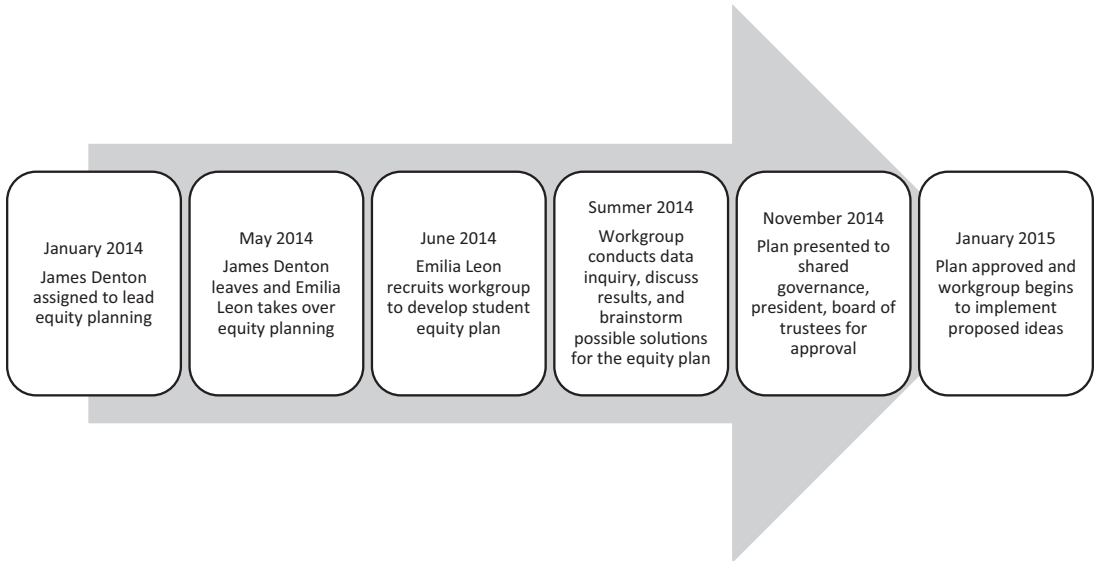 January 2014
James Denton
assigned to lead
equity planning
May 2014
James Denton
leaves and Emilia
Leon takes over
equity planning
June 2014
Emilia Leon
recruits workgroup
to develop student
equity plan
Summer 2014
Workgroup
conducts data
inquiry, discuss
results, and
brainstorm
possible solutions
for the equity plan
November 2014
Plan presented to
shared
governance,
president, board of
trustees for
approval
January 2015
Plan approved and
workgroup begins
to implement
proposed ideas